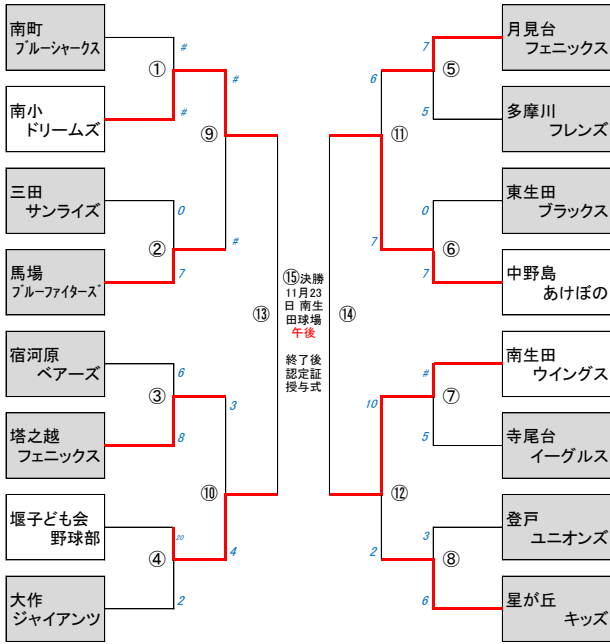 南町
ブルーシャークス
#
①
#
南小
ドリームズ
#
⑨
三田
サンライズ
0
②
#
馬場
ブルーファイターズ
7
⑬
宿河原
ベアーズ
6
③
3
塔之越
フェニックス
8
⑩
堰子ども会
野球部
20
④
4
大作
ジャイアンツ
2
⑮決勝
11月23
日 南生
田球場
午後
終了後
認定証
授与式
月見台
フェニックス
7
⑤
6
多摩川
フレンズ
5
⑪
東生田
ブラックス
0
⑥
7
中野島
あけぼの
7
⑭
南生田
ウイングス
#
⑦
10
寺尾台
イーグルス
5
⑫
登戸
ユニオンズ
3
⑧
2
星が丘
キッズ
6